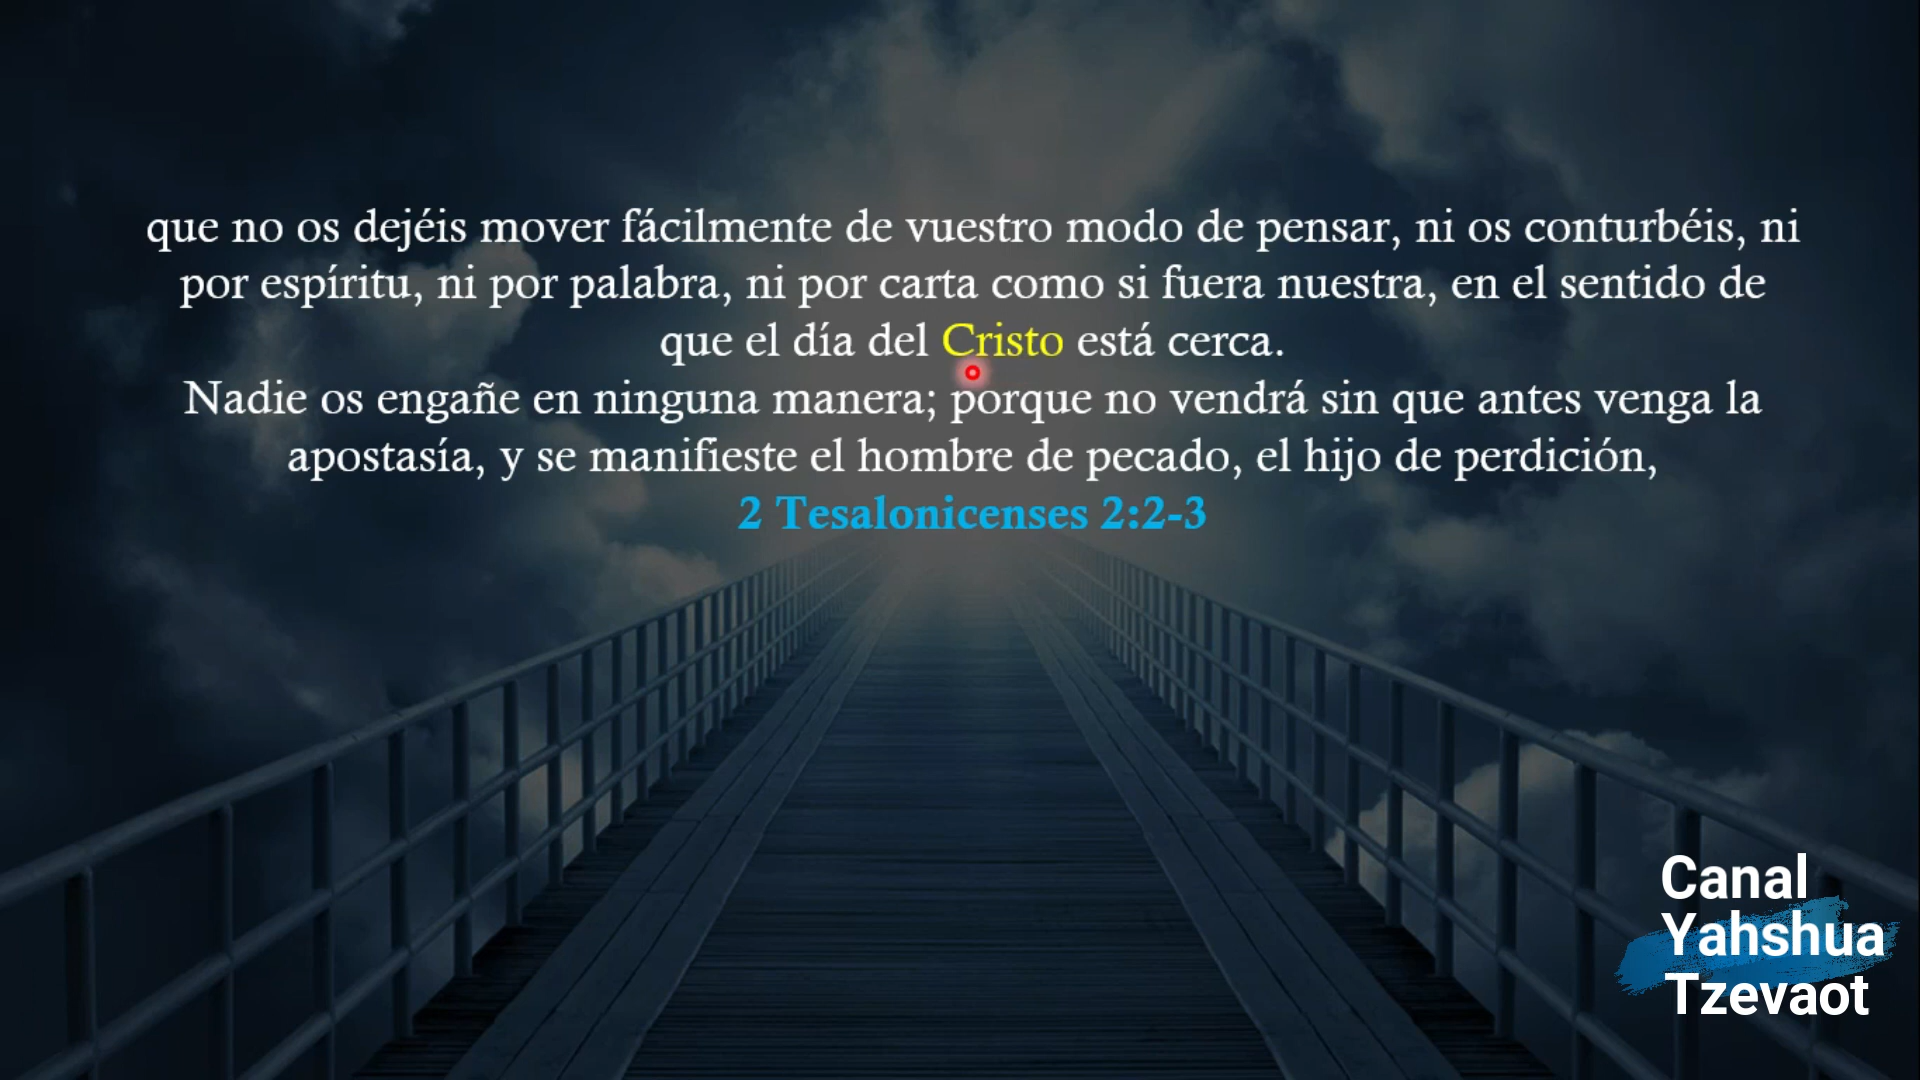 que no os dejéis mover fácilmente de vuestro modo de pensar, ni os conturbéis, ni
por espíritu, ni por palabra, ni por carta como si fuera nuestra, en el sentido de
que el día del Cristo está cerca.
Nadie os engañe en ninguna manera; porque no vendrá sin que antes venga la
apostasía, y se manifieste el hombre de pecado, el hijo de perdición,
2 Tesalonicenses 2:2-3
Canal
Yahshua
Tzevaot